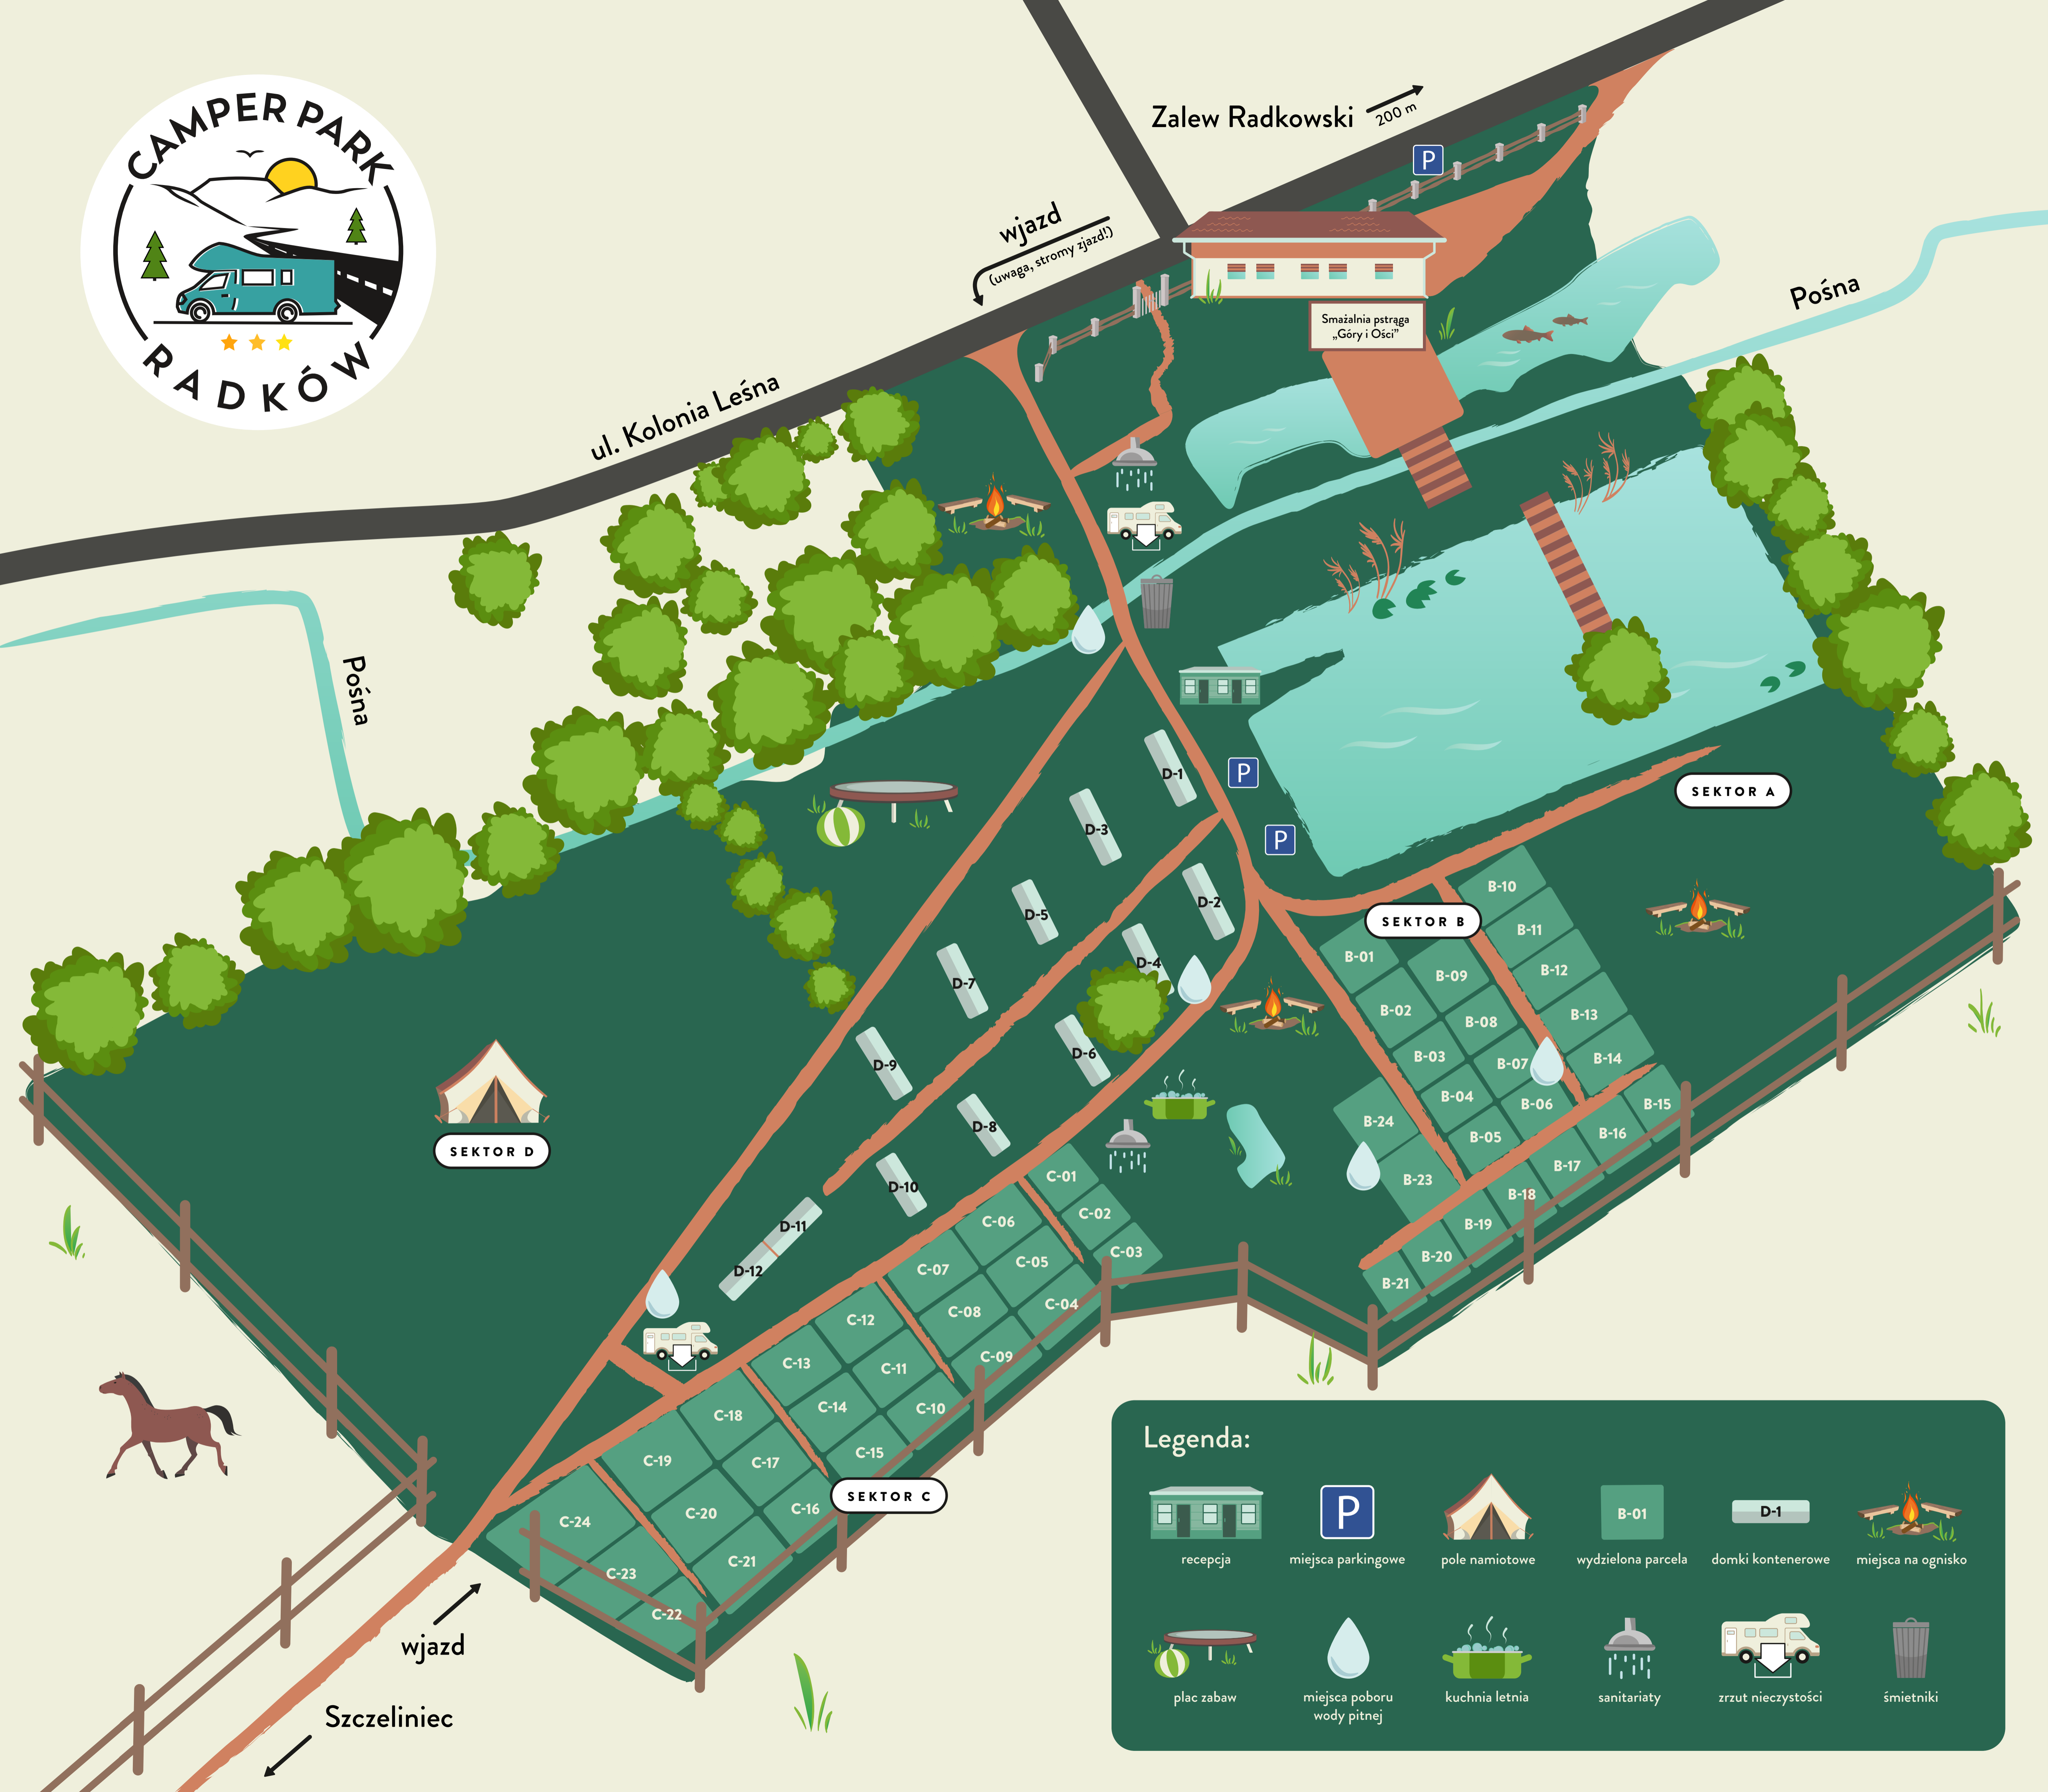 CAMPER PARK
RADKÓW
Zalew Radkowski
200 m
P
wjazd
(uwaga, stromy zjazd!)
ul. Kolonia Leśna
Smażalnia pstrąga
„Góry i Ości”
Pośna
Pośna
D-1
P
D-3
P
SEKTOR A
D-5
D-2
SEKTOR B
B-10
B-11
B-01
B-09
B-12
D-7
D-4
B-02
B-08
B-13
D-9
D-6
B-03
B-07
B-14
B-04
B-06
B-15
D-8
B-24
B-05
B-16
SEKTOR D
D-10
C-01
B-23
B-17
D-11
C-06
C-02
B-18
D-12
C-07
C-05
C-03
B-19
B-20
C-12
C-08
C-04
B-21
C-13
C-11
C-09
C-18
C-14
C-10
C-19
C-17
C-15
C-24
C-20
C-16
SEKTOR C
C-23
C-21
C-22
wjazd
Szczeliniec
Legenda:
P
B-01
D-1
recepcja
miejsca parkingowe
pole namiotowe
wydzielona parcela
domki kontenerowe
miejsca na ognisko
plac zabaw
miejsca poboru
wody pitnej
kuchnia letnia
sanitariaty
zrzut nieczystości
śmietniki